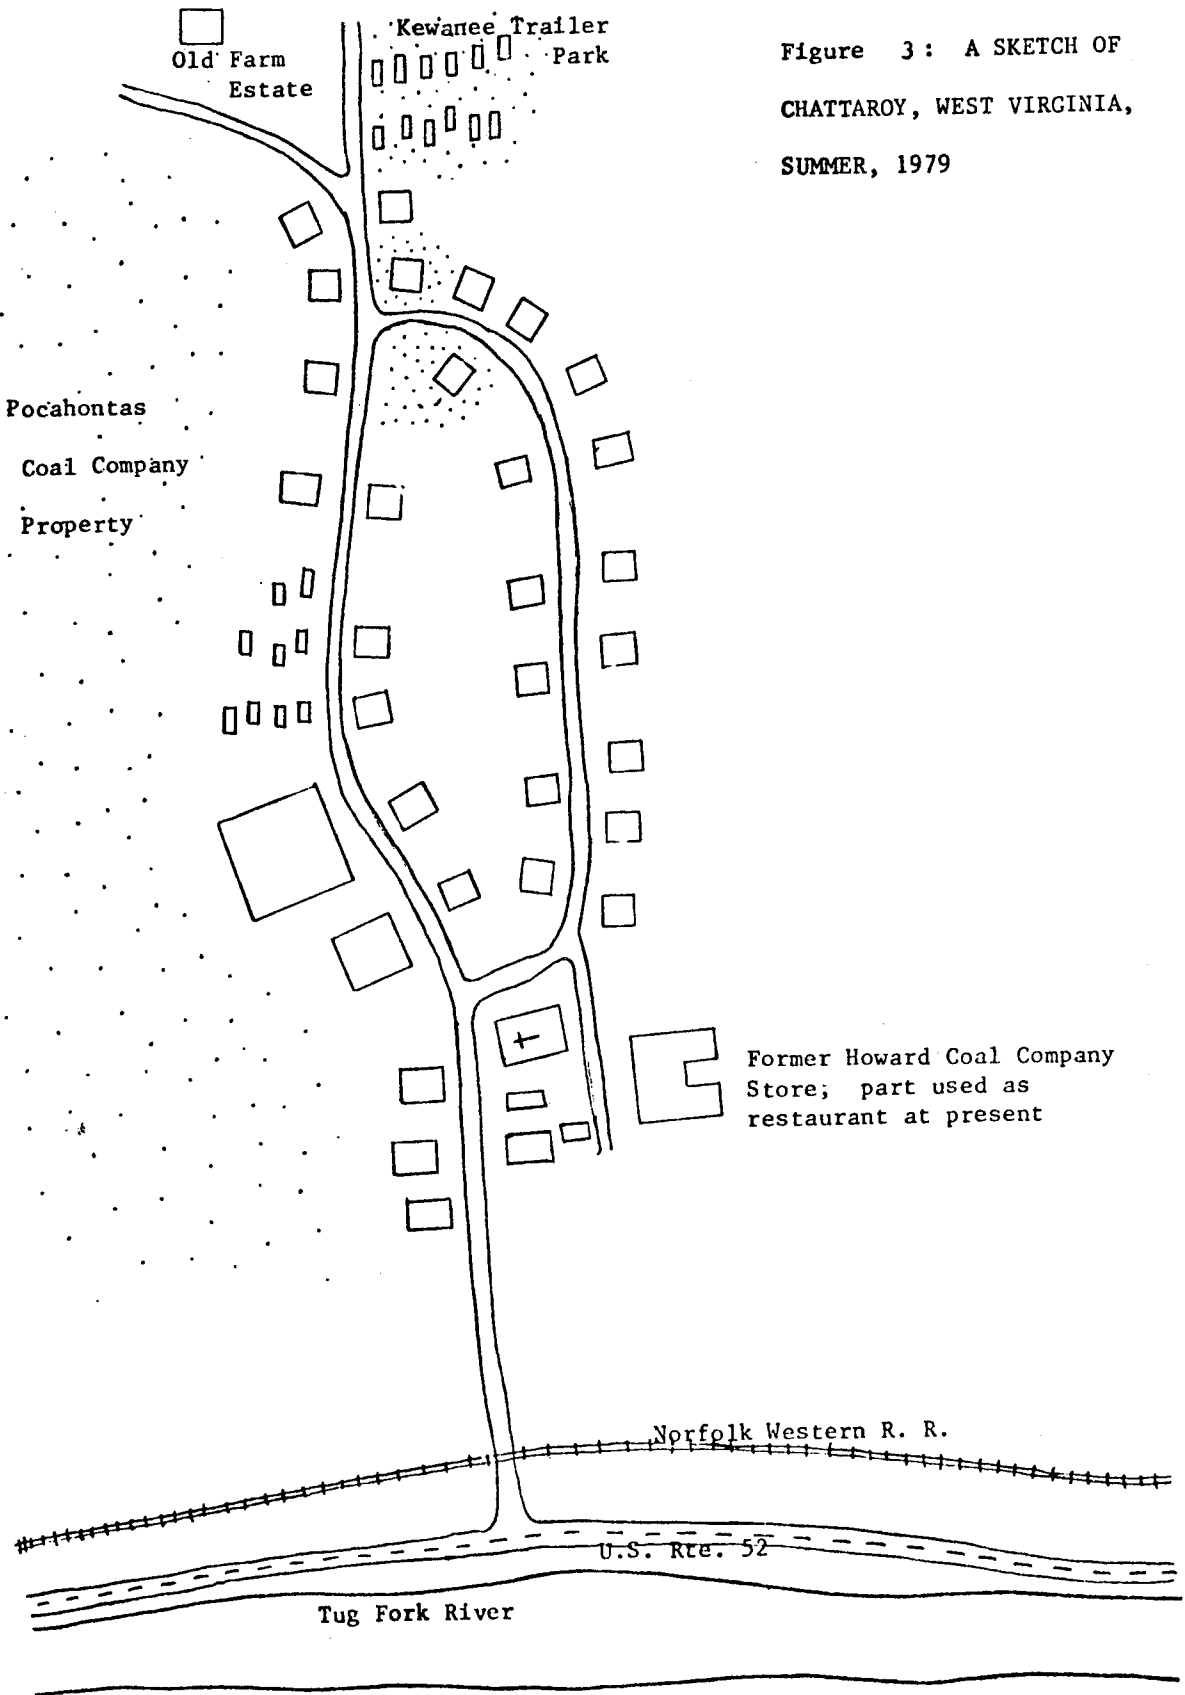 Figure 3: A SKETCH OF
CHATTAROY, WEST VIRGINIA,
SUMMER, 1979
Kewanee Trailer
Park
Old Farm
Estate
Pocahontas
Coal Company
Property
Former Howard Coal Company
Store; part used as
restaurant at present
Norfolk Western R. R.
U.S. Rte. 52
Tug Fork River